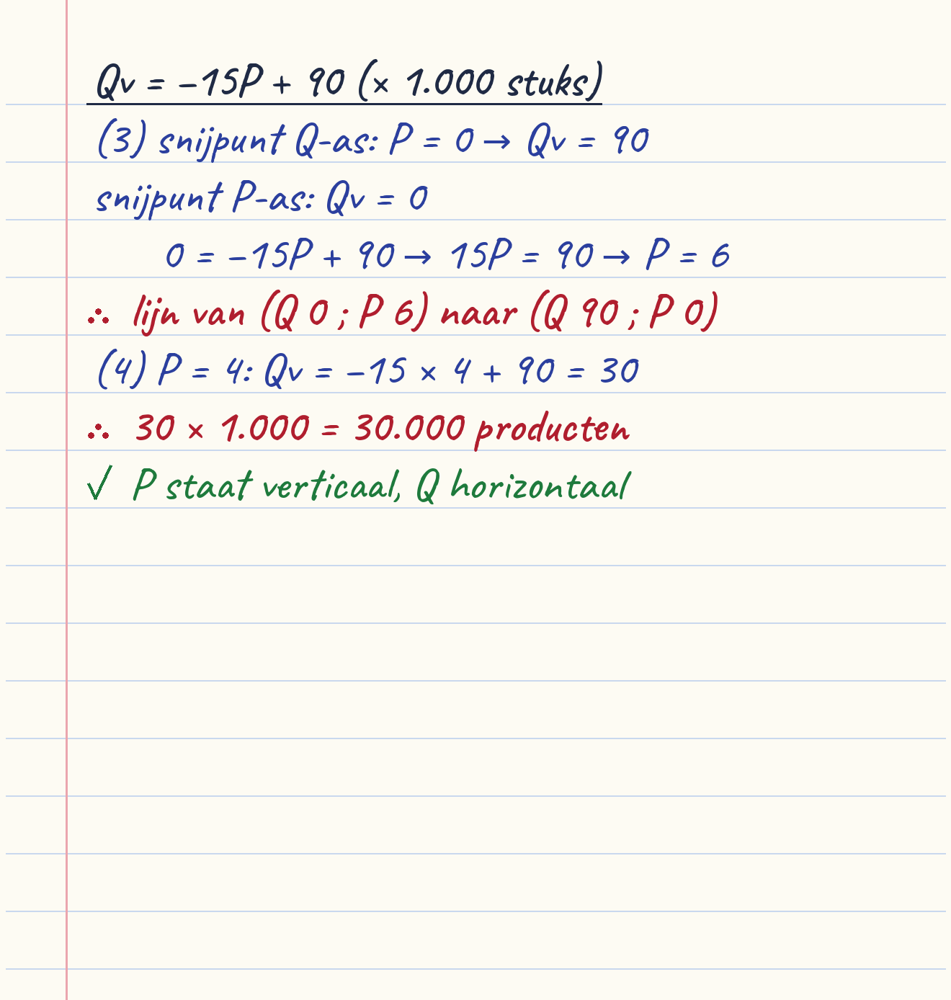 Qv = −15P + 90 (× 1.000 stuks)
(3) snijpunt Q-as: P = 0 → Qv = 90
snijpunt P-as: Qv = 0
0 = −15P + 90 → 15P = 90 → P = 6
∴ lijn van (Q 0 ; P 6) naar (Q 90 ; P 0)
(4) P = 4: Qv = −15 × 4 + 90 = 30
∴ 30 × 1.000 = 30.000 producten
✓ P staat verticaal, Q horizontaal